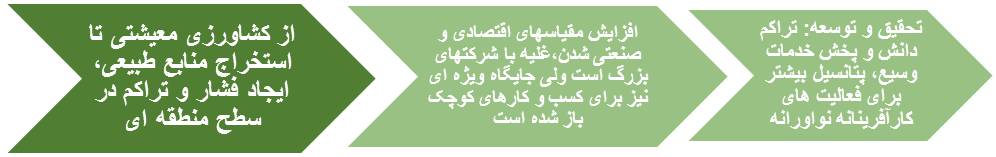 از کشاورزی معیشتی تا
استخراج منابع طبیعی،
ایجاد فشار و تراکم در
سطح منطقه ای
افزایش مقیاسهای اقتصادی و
صنعتی شدن،غلبه با شرکتهای
بزرگ است ولی جایگاه ویژه ای
نیز برای کسب و کارهای کوچک
باز شده است
تحقیق و توسعه: تراکم
دانش و پخش خدمات
وسیع، پتانسیل بیشتر
برای فعالیت های
کارآفرینانه نواورانه